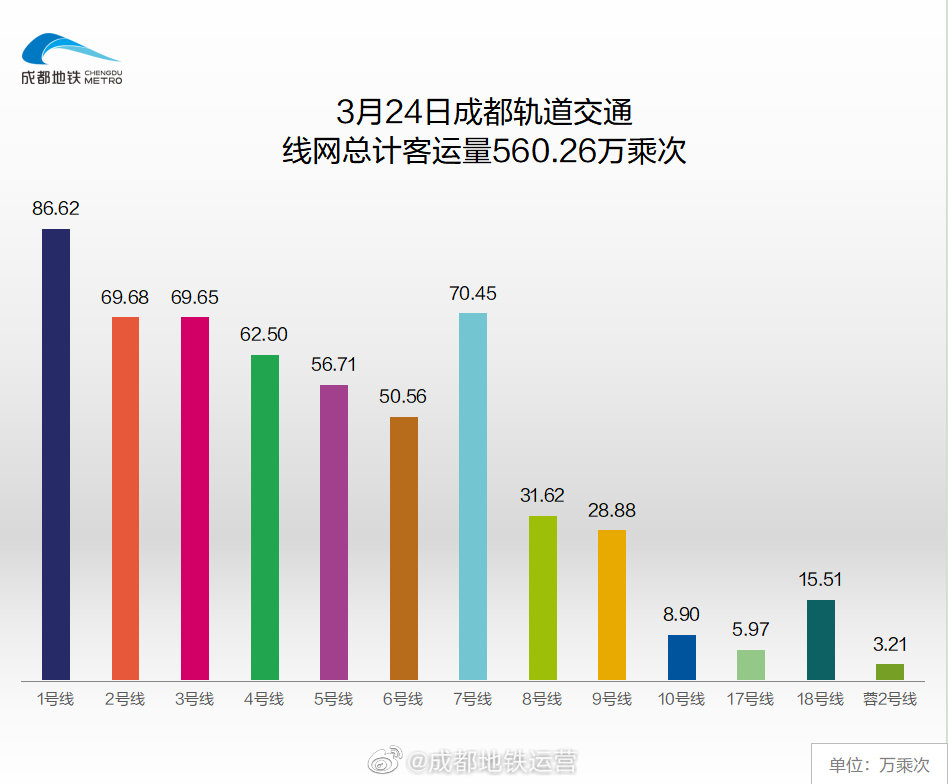 成都地铁 CHENGDU METRO
3月24日成都轨道交通
线网总计客运量560.26万乘次
86.62
69.68
69.65
62.50
56.71
50.56
70.45
31.62
28.88
8.90
5.97
15.51
3.21
1号线
2号线
3号线
4号线
5号线
6号线
7号线
8号线
9号线
10号线
17号线
18号线
蓉2号线
@成都地铁运营
单位：万乘次